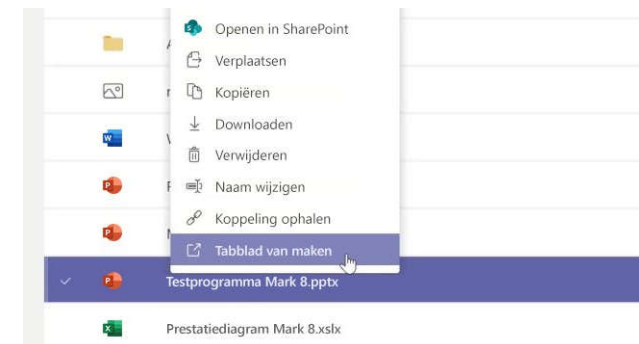 Openen in SharePoint
Verplaatsen
Kopiëren
Downloaden
Verwijderen
Naam wijzigen
Koppeling ophalen
Tabblad van maken
Testprogramma Mark 8.pptx
Prestatiediagram Mark 8.xslx